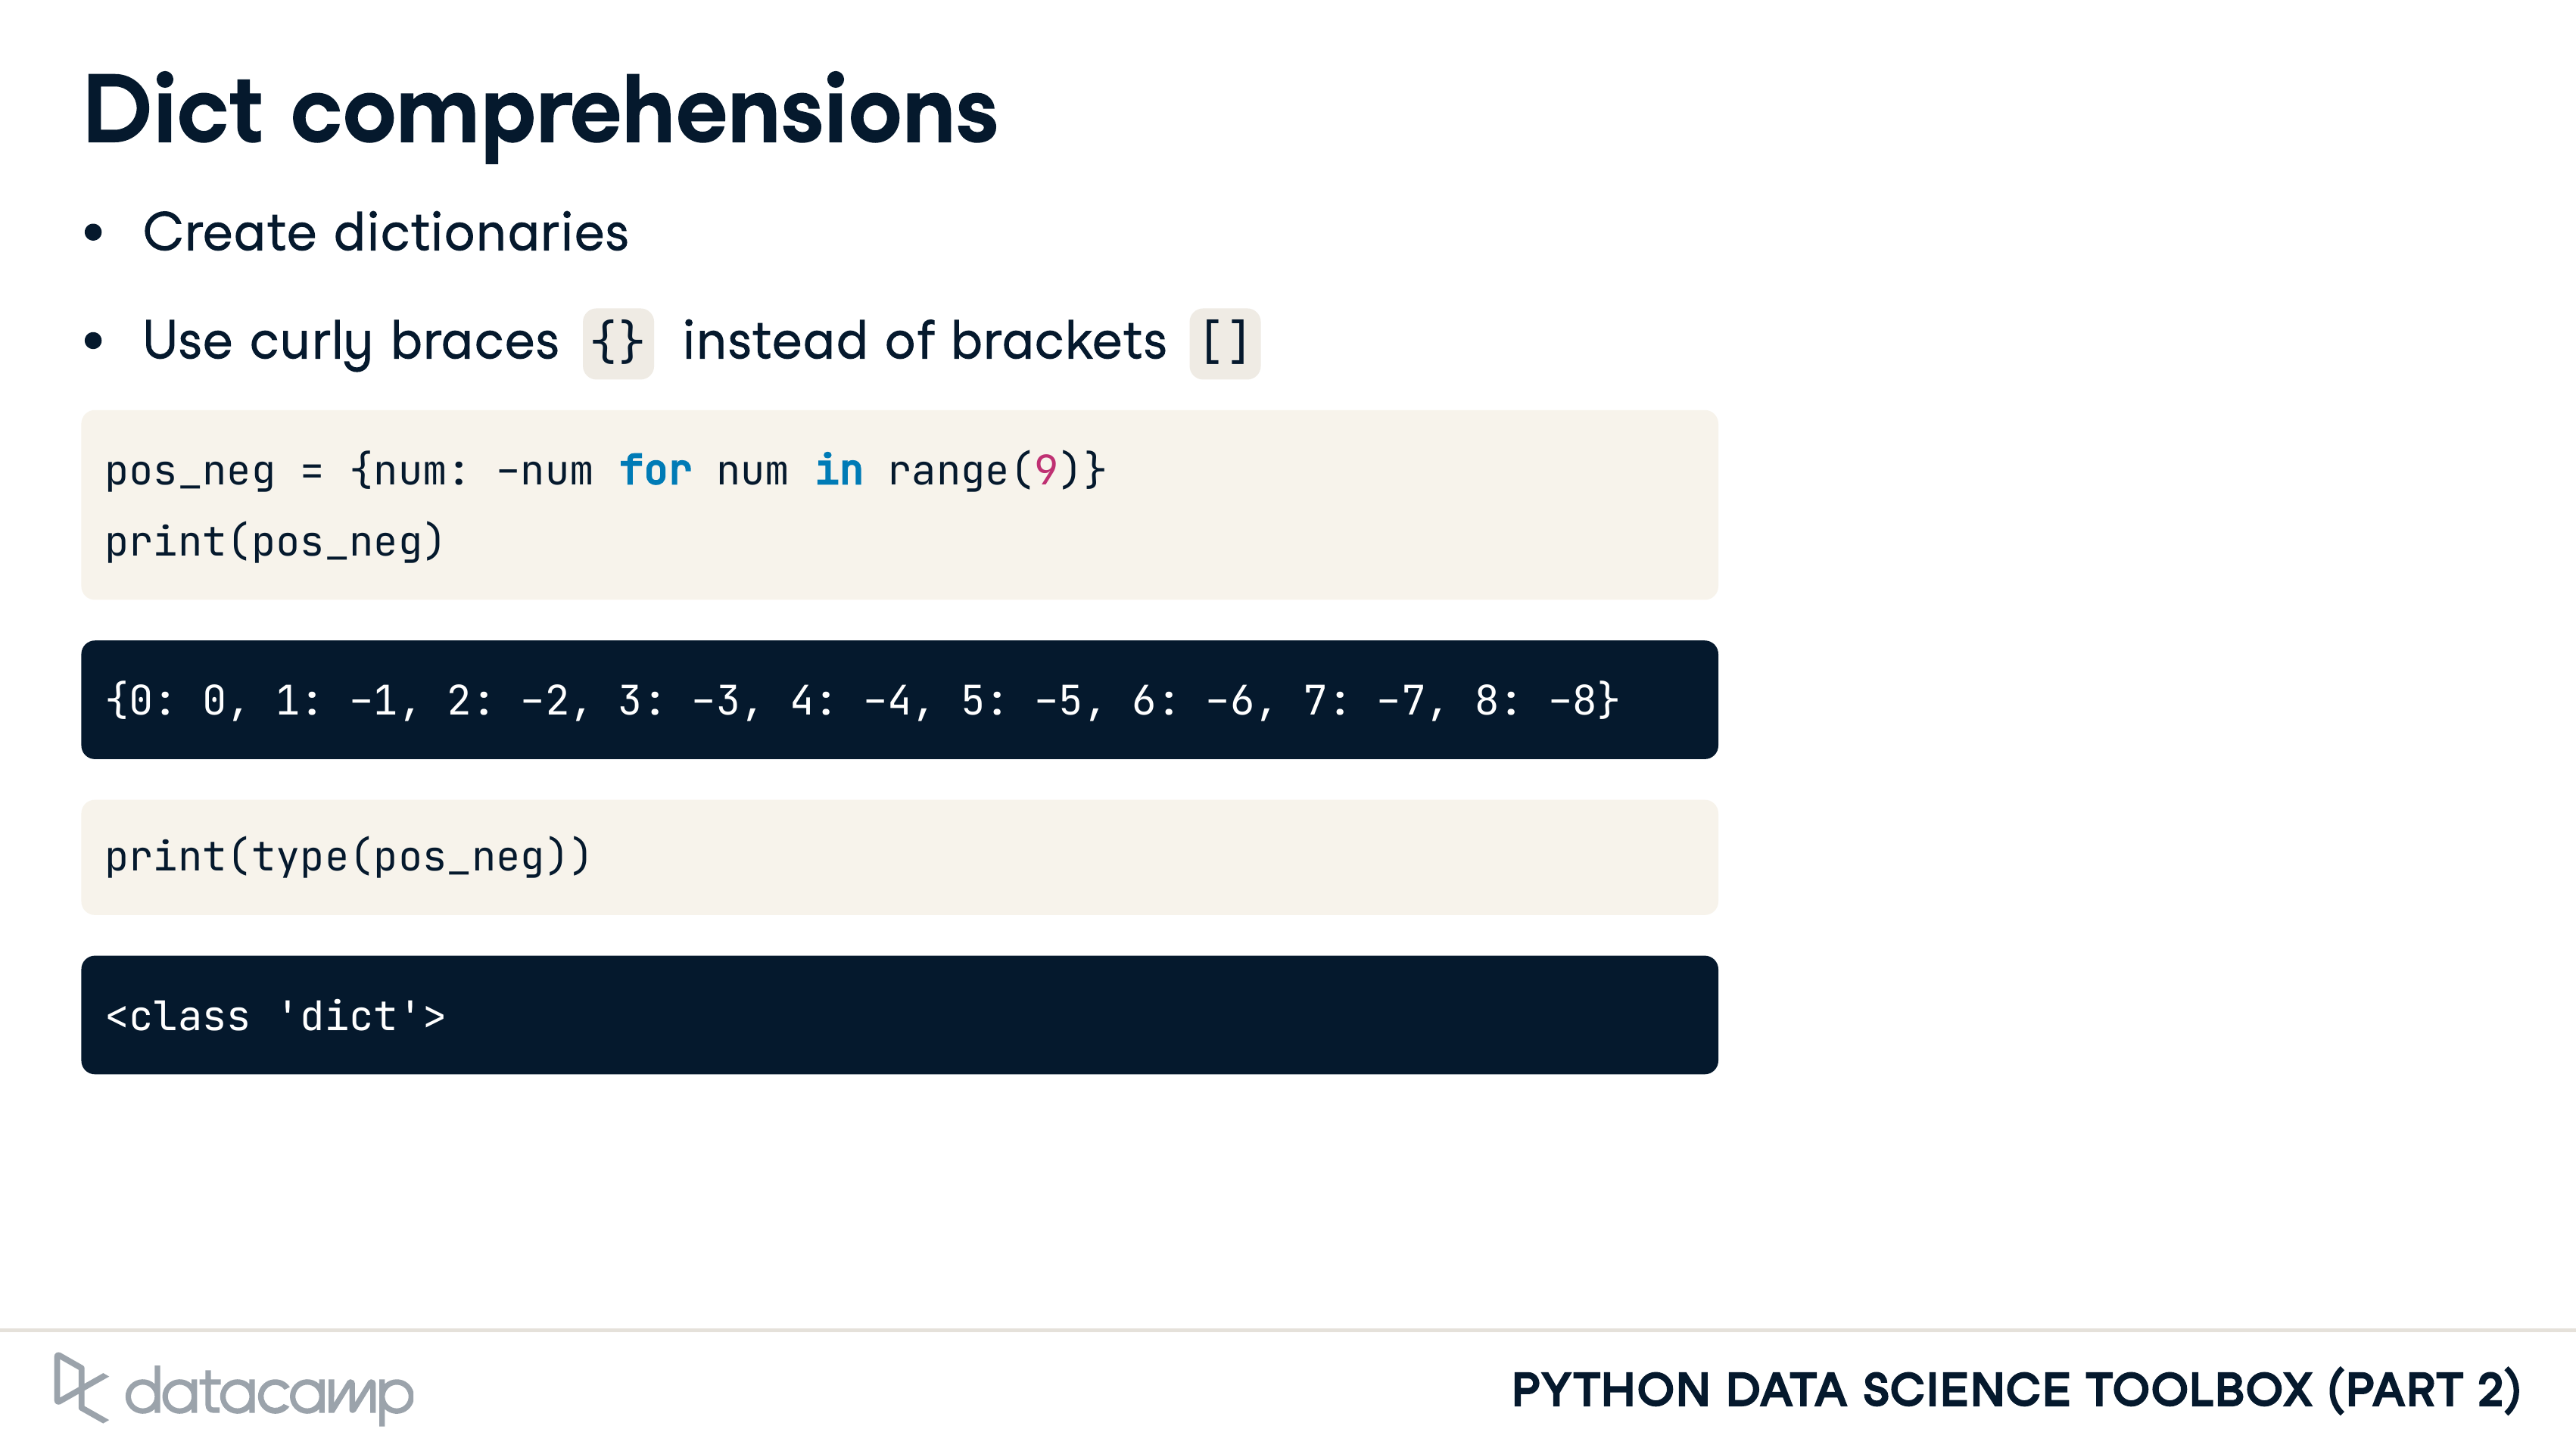 Dict comprehensions
• Create dictionaries
• Use curly braces {} instead of brackets []
pos_neg = {num: -num for num in range(9)}
print(pos_neg)
{0: 0, 1: -1, 2: -2, 3: -3, 4: -4, 5: -5, 6: -6, 7: -7, 8: -8}
print(type(pos_neg))
<class 'dict'>
datacamp
PYTHON DATA SCIENCE TOOLBOX (PART 2)